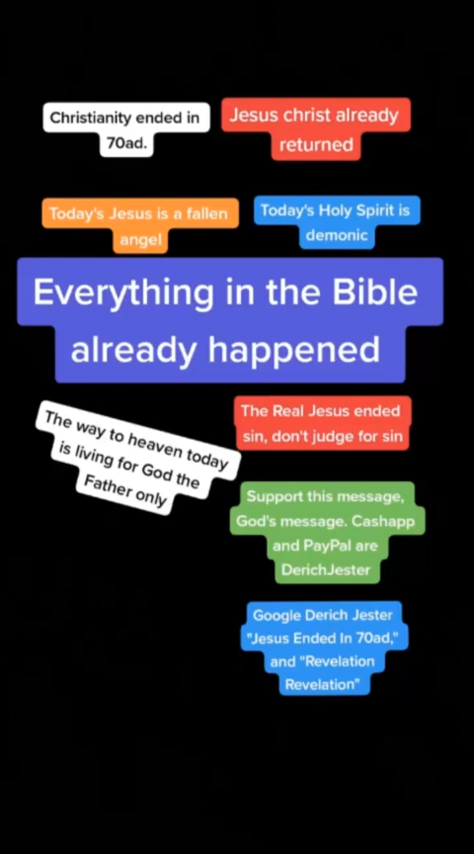 Christianity ended in
70ad.
Jesus christ already
returned
Today's Jesus is a fallen
angel
Today's Holy Spirit is
demonic
Everything in the Bible
already happened
The way to heaven today
is living for God the
Father only
The Real Jesus ended
sin, don't judge for sin
Support this message,
God's message. Cashapp
and PayPal are
DerichJester
Google Derich Jester
"Jesus Ended In 70ad,"
and "Revelation
Revelation"